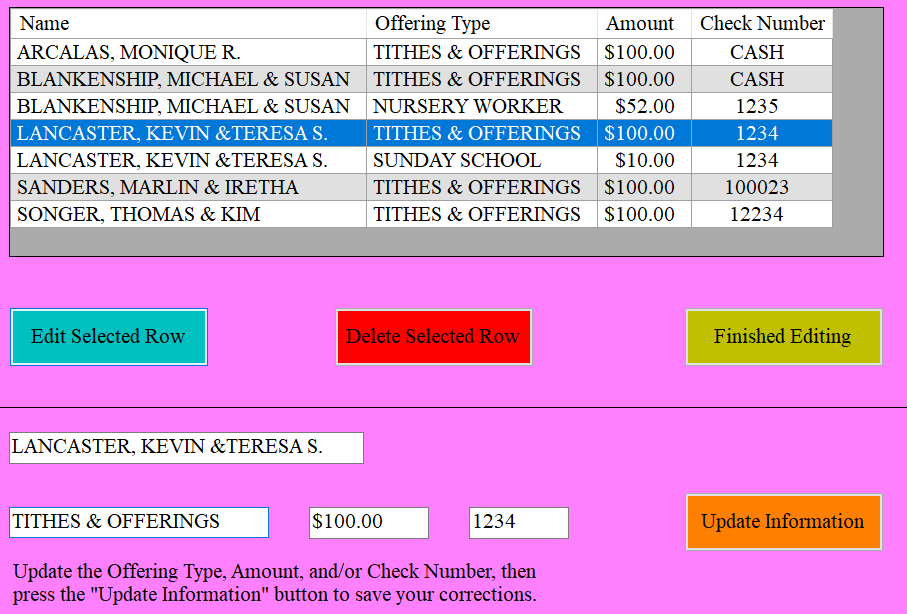 Name Offering Type Amount Check Number
ARCALAS, MONIQUE R. TITHES & OFFERINGS $100.00 CASH
BLANKENSHIP, MICHAEL & SUSAN TITHES & OFFERINGS $100.00 CASH
BLANKENSHIP, MICHAEL & SUSAN NURSERY WORKER $52.00 1235
LANCASTER, KEVIN &TERESA S. TITHES & OFFERINGS $100.00 1234
LANCASTER, KEVIN &TERESA S. SUNDAY SCHOOL $10.00 1234
SANDERS, MARLIN & IRETHA TITHES & OFFERINGS $100.00 100023
SONGER, THOMAS & KIM TITHES & OFFERINGS $100.00 12234
Edit Selected Row Delete Selected Row Finished Editing
LANCASTER, KEVIN &TERESA S.
TITHES & OFFERINGS $100.00 1234 Update Information
Update the Offering Type, Amount, and/or Check Number, then
press the "Update Information" button to save your corrections.